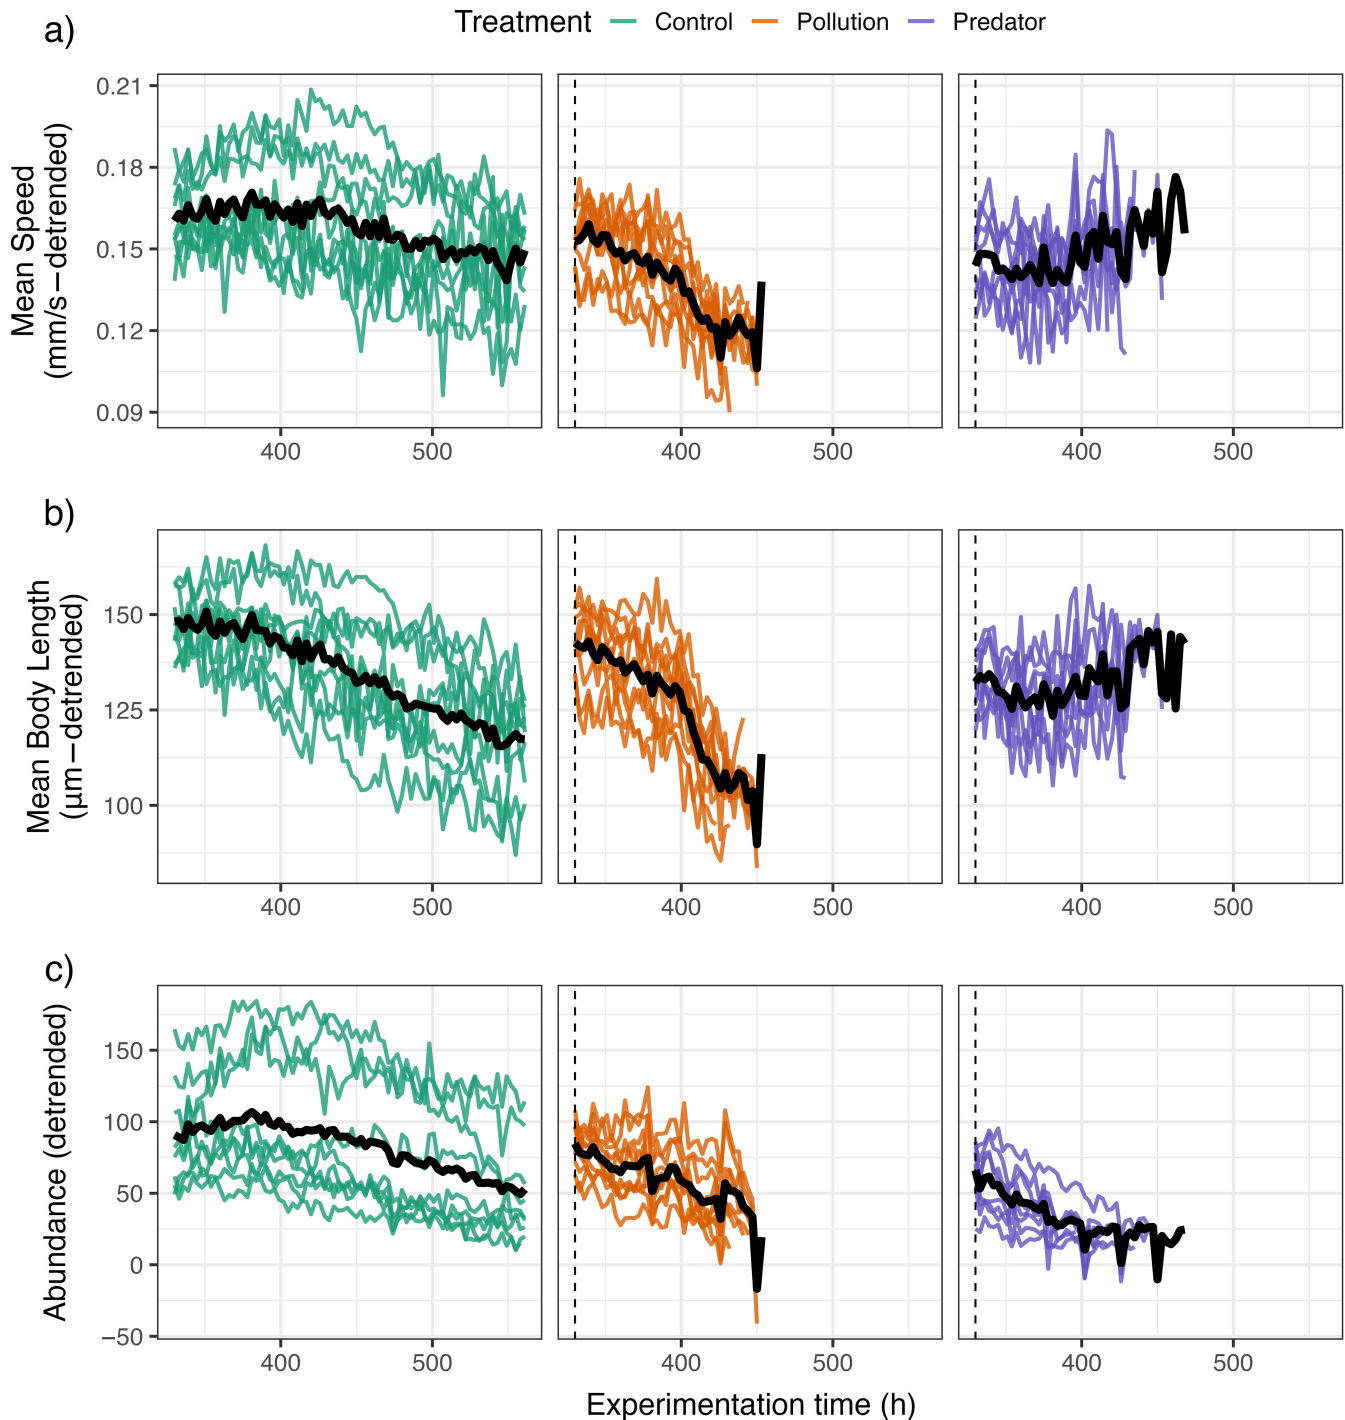 Treatment Control Pollution Predator
a)
Mean Speed
(mm/s−detrended)
0.21
0.18
0.15
0.12
0.09
400 500 400 500 400 500
b)
Mean Body Length
(μm−detrended)
150
125
100
400 500 400 500 400 500
c)
Abundance (detrended)
150
100
50
0
−50
400 500 400 500 400 500
Experimentation time (h)